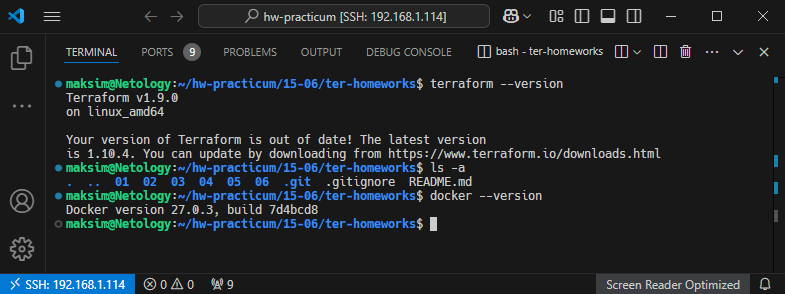 hw-practicum [SSH: 192.168.1.114]
TERMINAL PORTS 9 PROBLEMS OUTPUT DEBUG CONSOLE bash - ter-homeworks
maksim@Netology:~/hw-practicum/15-06/ter-homeworks$ terraform --version
Terraform v1.9.0
on linux_amd64
Your version of Terraform is out of date! The latest version
is 1.10.4. You can update by downloading from https://www.terraform.io/downloads.html
maksim@Netology:~/hw-practicum/15-06/ter-homeworks$ ls -a
. .. 01 02 03 04 05 06 .git .gitignore README.md
maksim@Netology:~/hw-practicum/15-06/ter-homeworks$ docker --version
Docker version 27.0.3, build 7d4bcd8
maksim@Netology:~/hw-practicum/15-06/ter-homeworks$
SSH: 192.168.1.114 0 0 9 Screen Reader Optimized